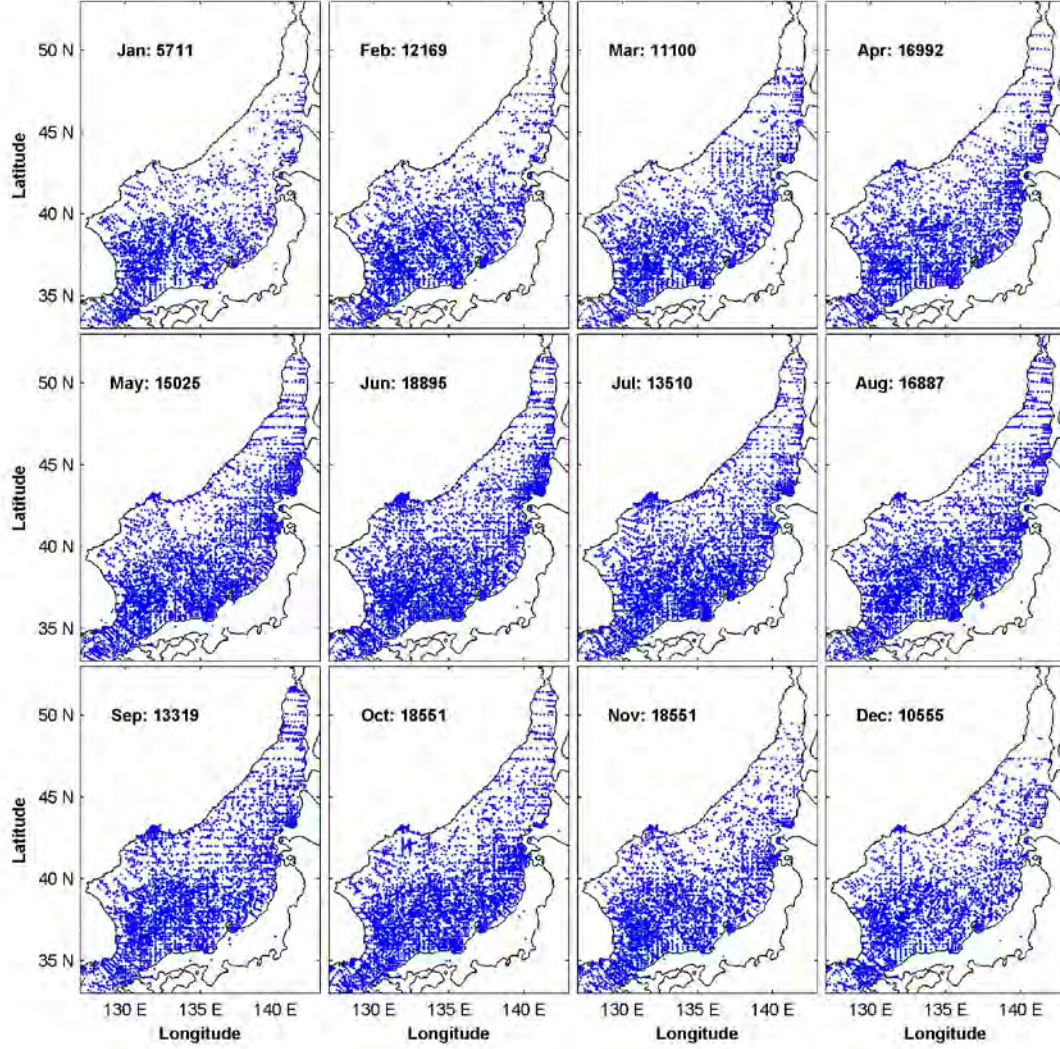 Jan: 5711
Feb: 12169
Mar: 11100
Apr: 16992
50 N
45 N
40 N
35 N
Latitude
May: 15025
Jun: 18895
Jul: 13510
Aug: 16887
50 N
45 N
40 N
35 N
Latitude
Sep: 13319
Oct: 18551
Nov: 18551
Dec: 10555
50 N
45 N
40 N
35 N
Latitude
130 E 135 E 140 E
130 E 135 E 140 E
130 E 135 E 140 E
130 E 135 E 140 E
Longitude
Longitude
Longitude
Longitude